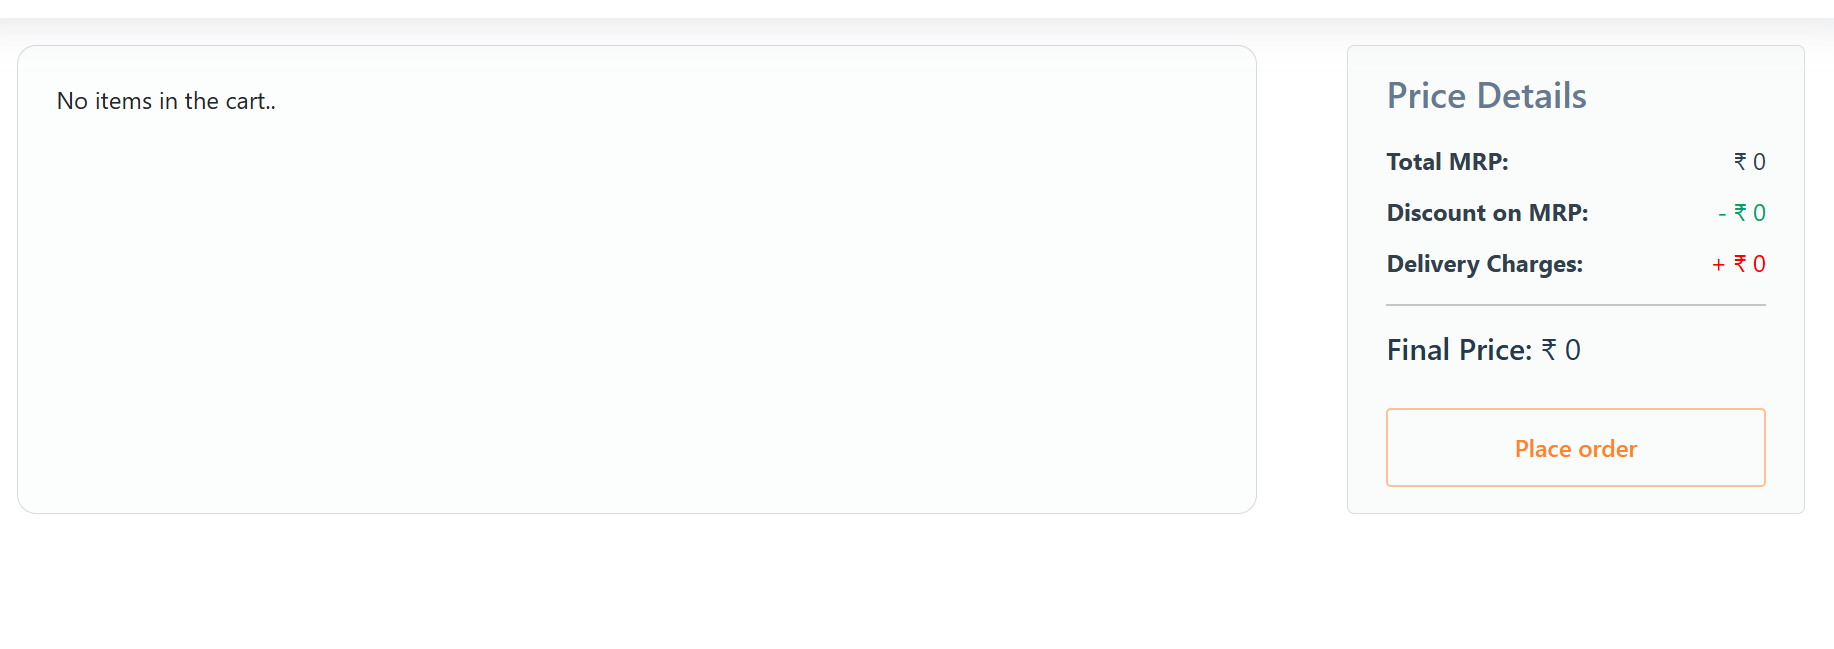 No items in the cart..
Price Details
Total MRP: ₹ 0
Discount on MRP: - ₹ 0
Delivery Charges: + ₹ 0
Final Price: ₹ 0
Place order